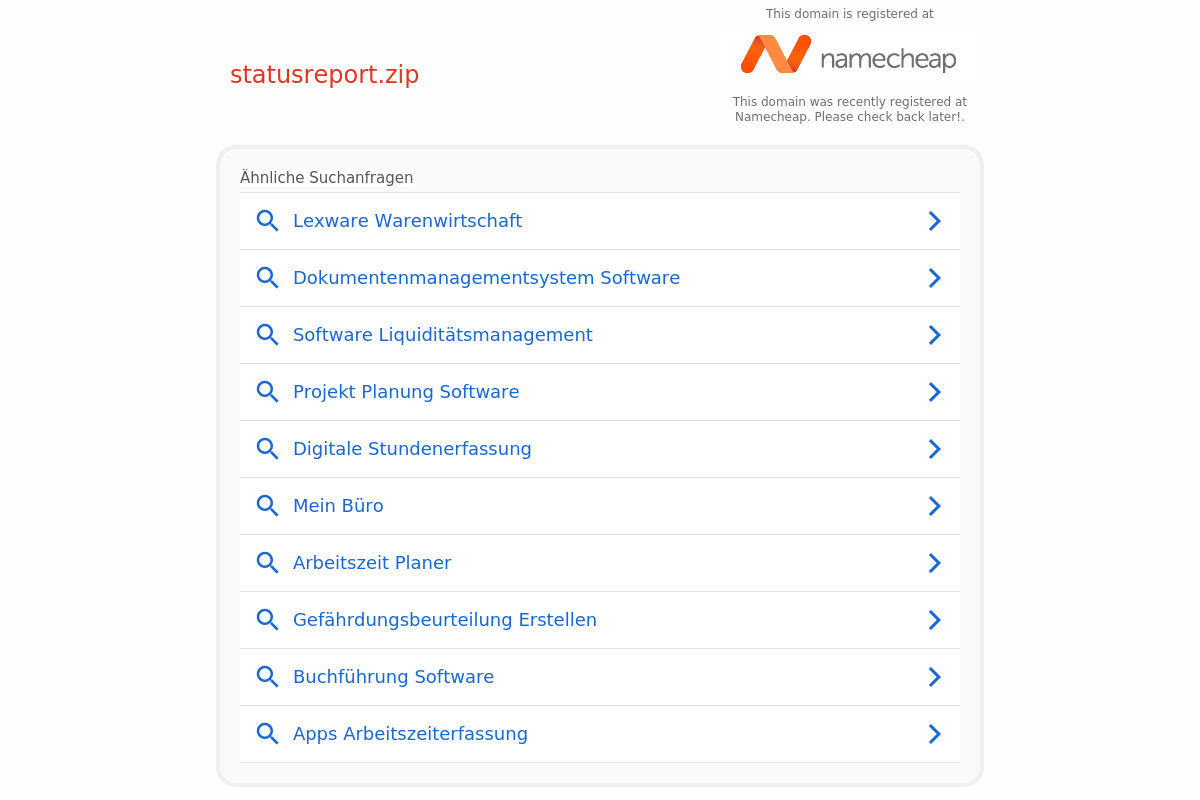 This domain is registered at
namecheap
statusreport.zip
This domain was recently registered at
Namecheap. Please check back later!.
Ähnliche Suchanfragen
Lexware Warenwirtschaft
Dokumentenmanagementsystem Software
Software Liquiditätsmanagement
Projekt Planung Software
Digitale Stundenerfassung
Mein Büro
Arbeitszeit Planer
Gefährdungsbeurteilung Erstellen
Buchführung Software
Apps Arbeitszeiterfassung